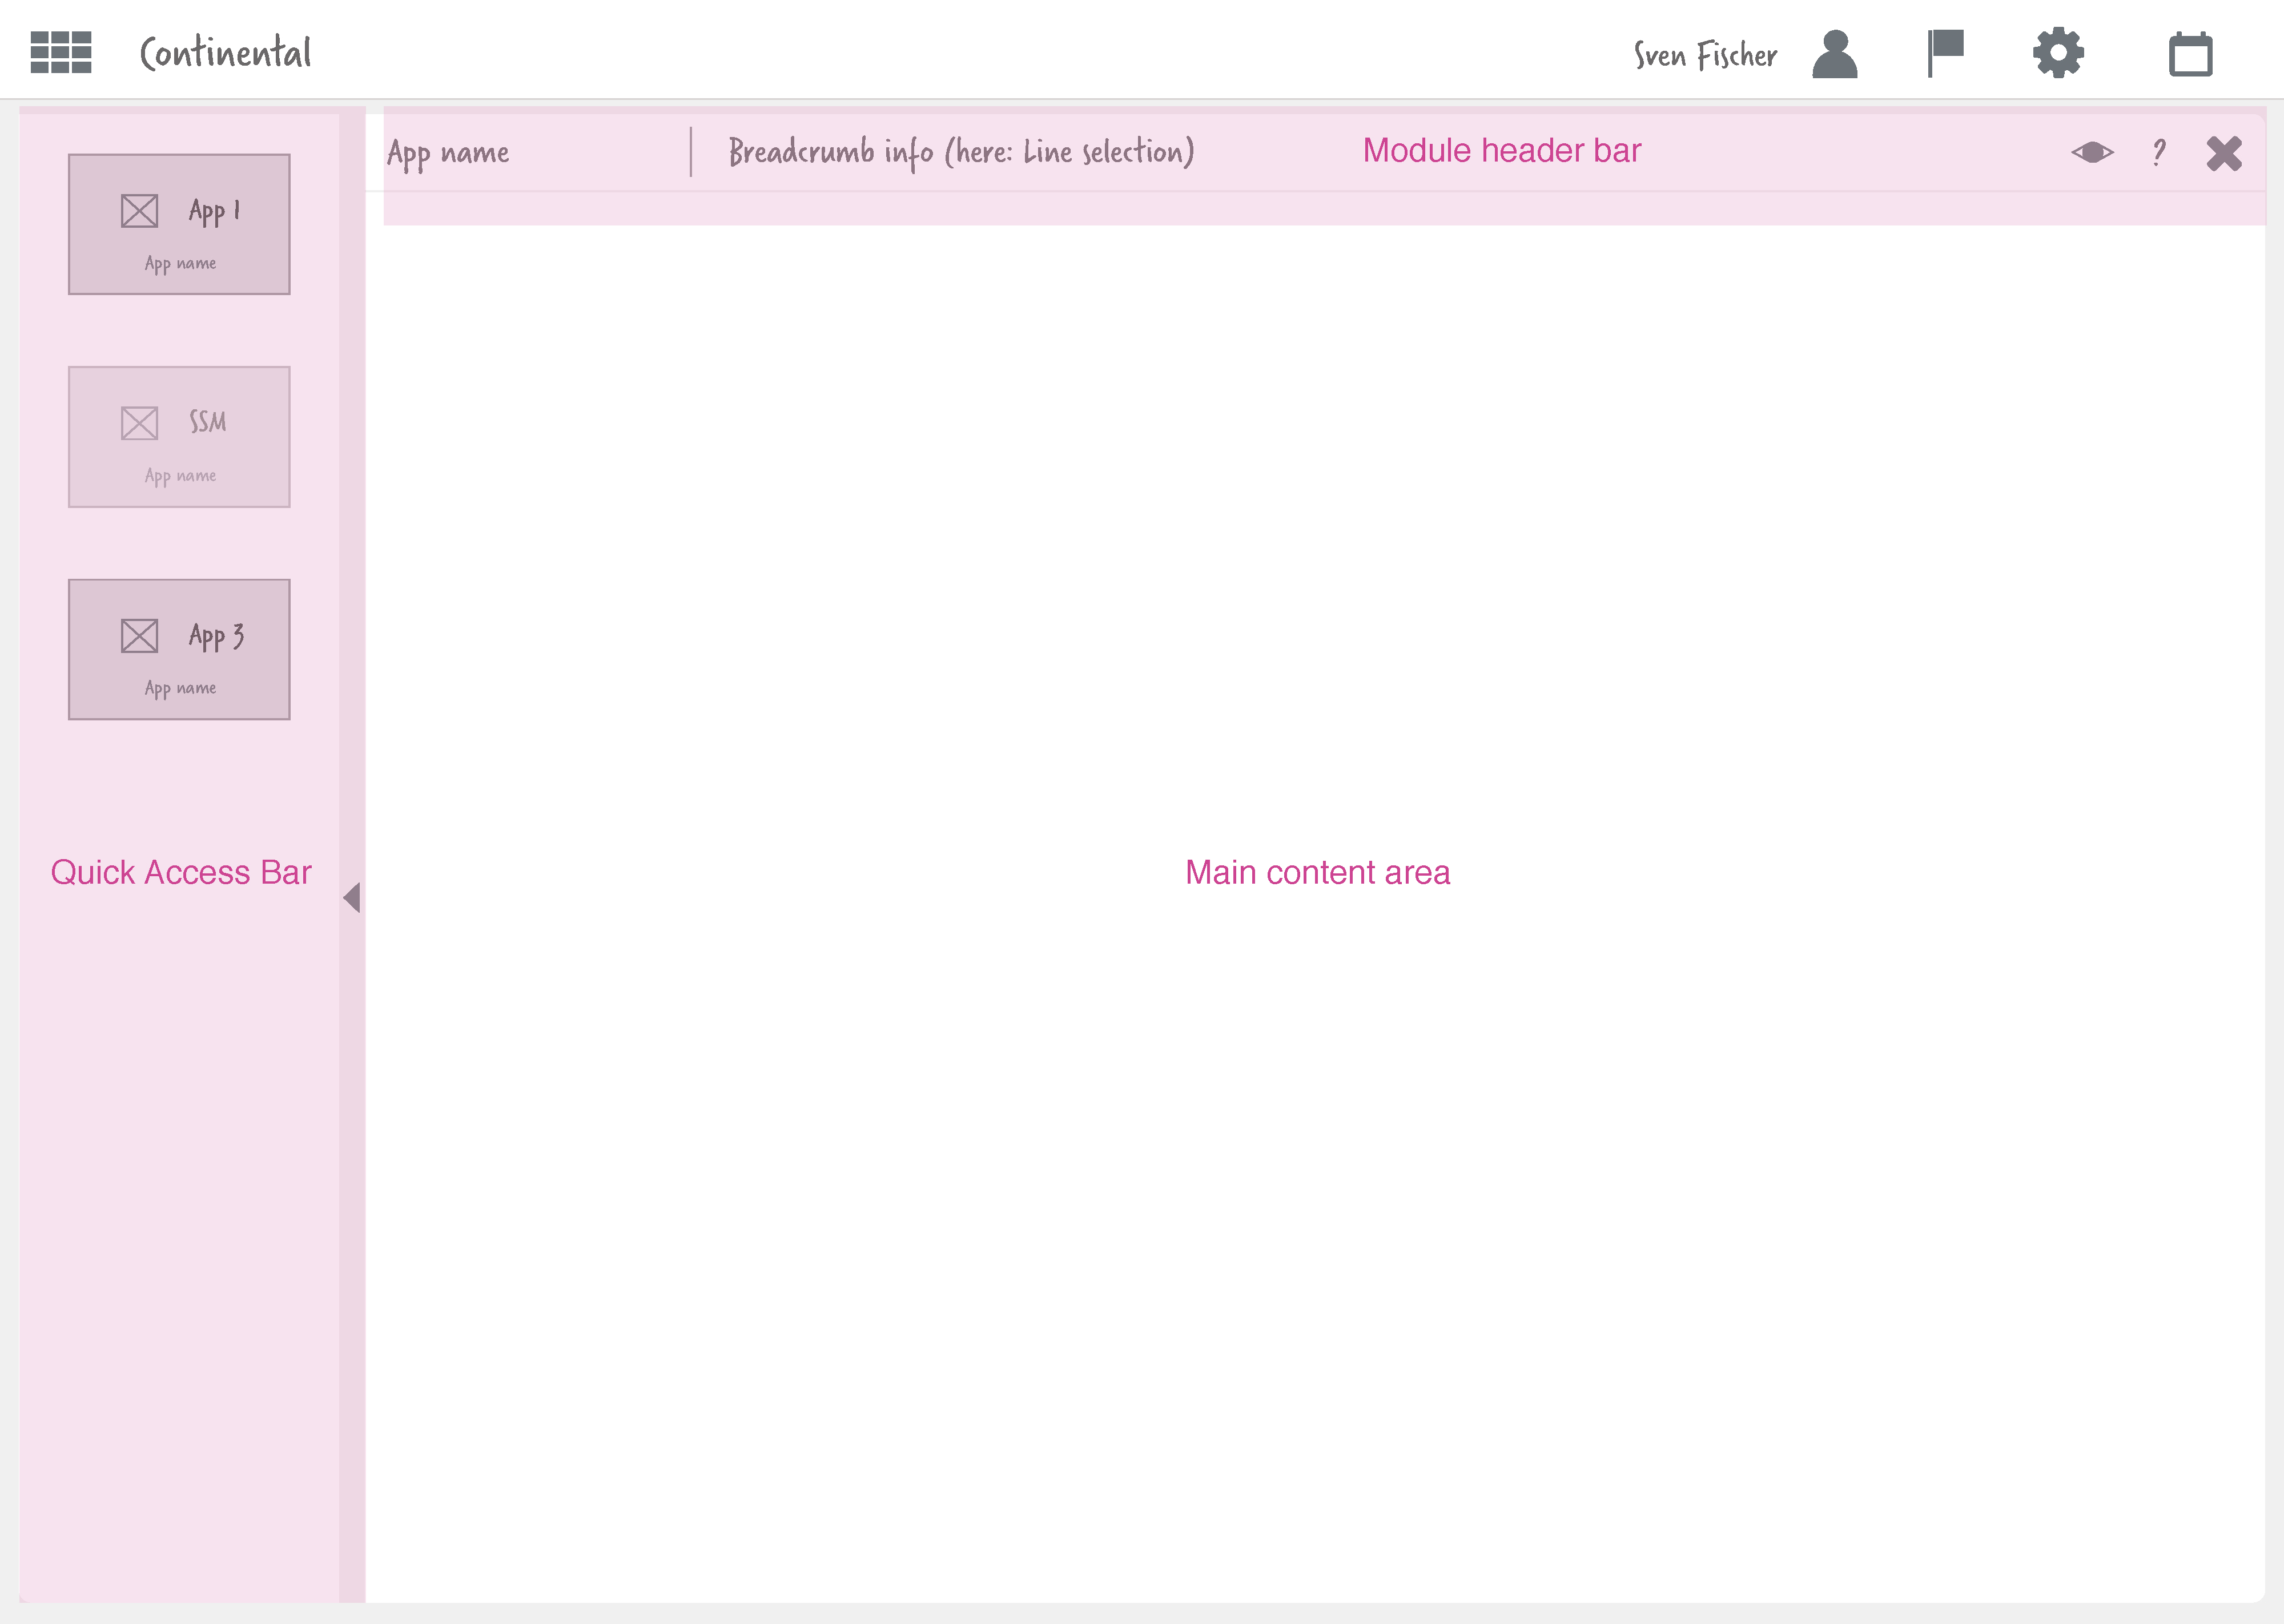 Continental
Sven Fischer
App name
Breadcrumb info (here: Line selection)
Module header bar
?
App 1
App name
SSM
App name
App 3
App name
Quick Access Bar
Main content area